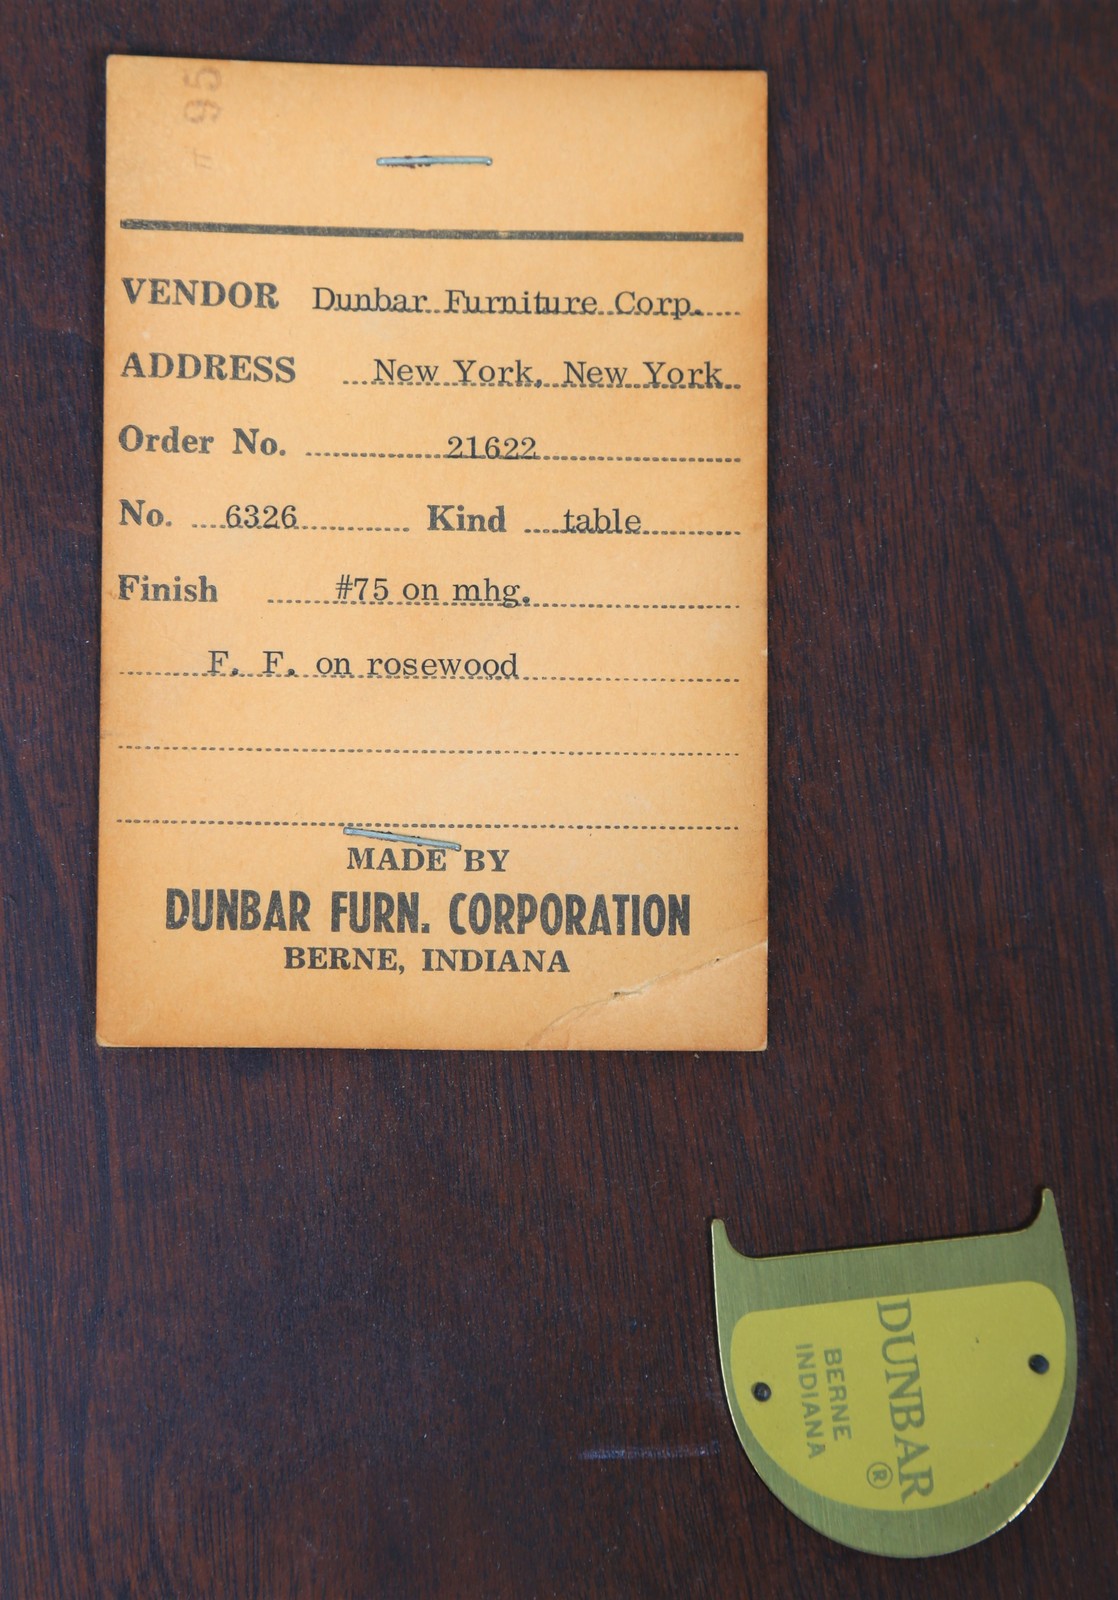 95
VENDOR Dunbar Furniture Corp.
ADDRESS New York, New York
Order No. 21622
No. 6326 Kind table
Finish #75 on mhg.
F. F. on rosewood
MADE BY
DUNBAR FURN. CORPORATION
BERNE, INDIANA
DUNBAR ®
BERNE
INDIANA